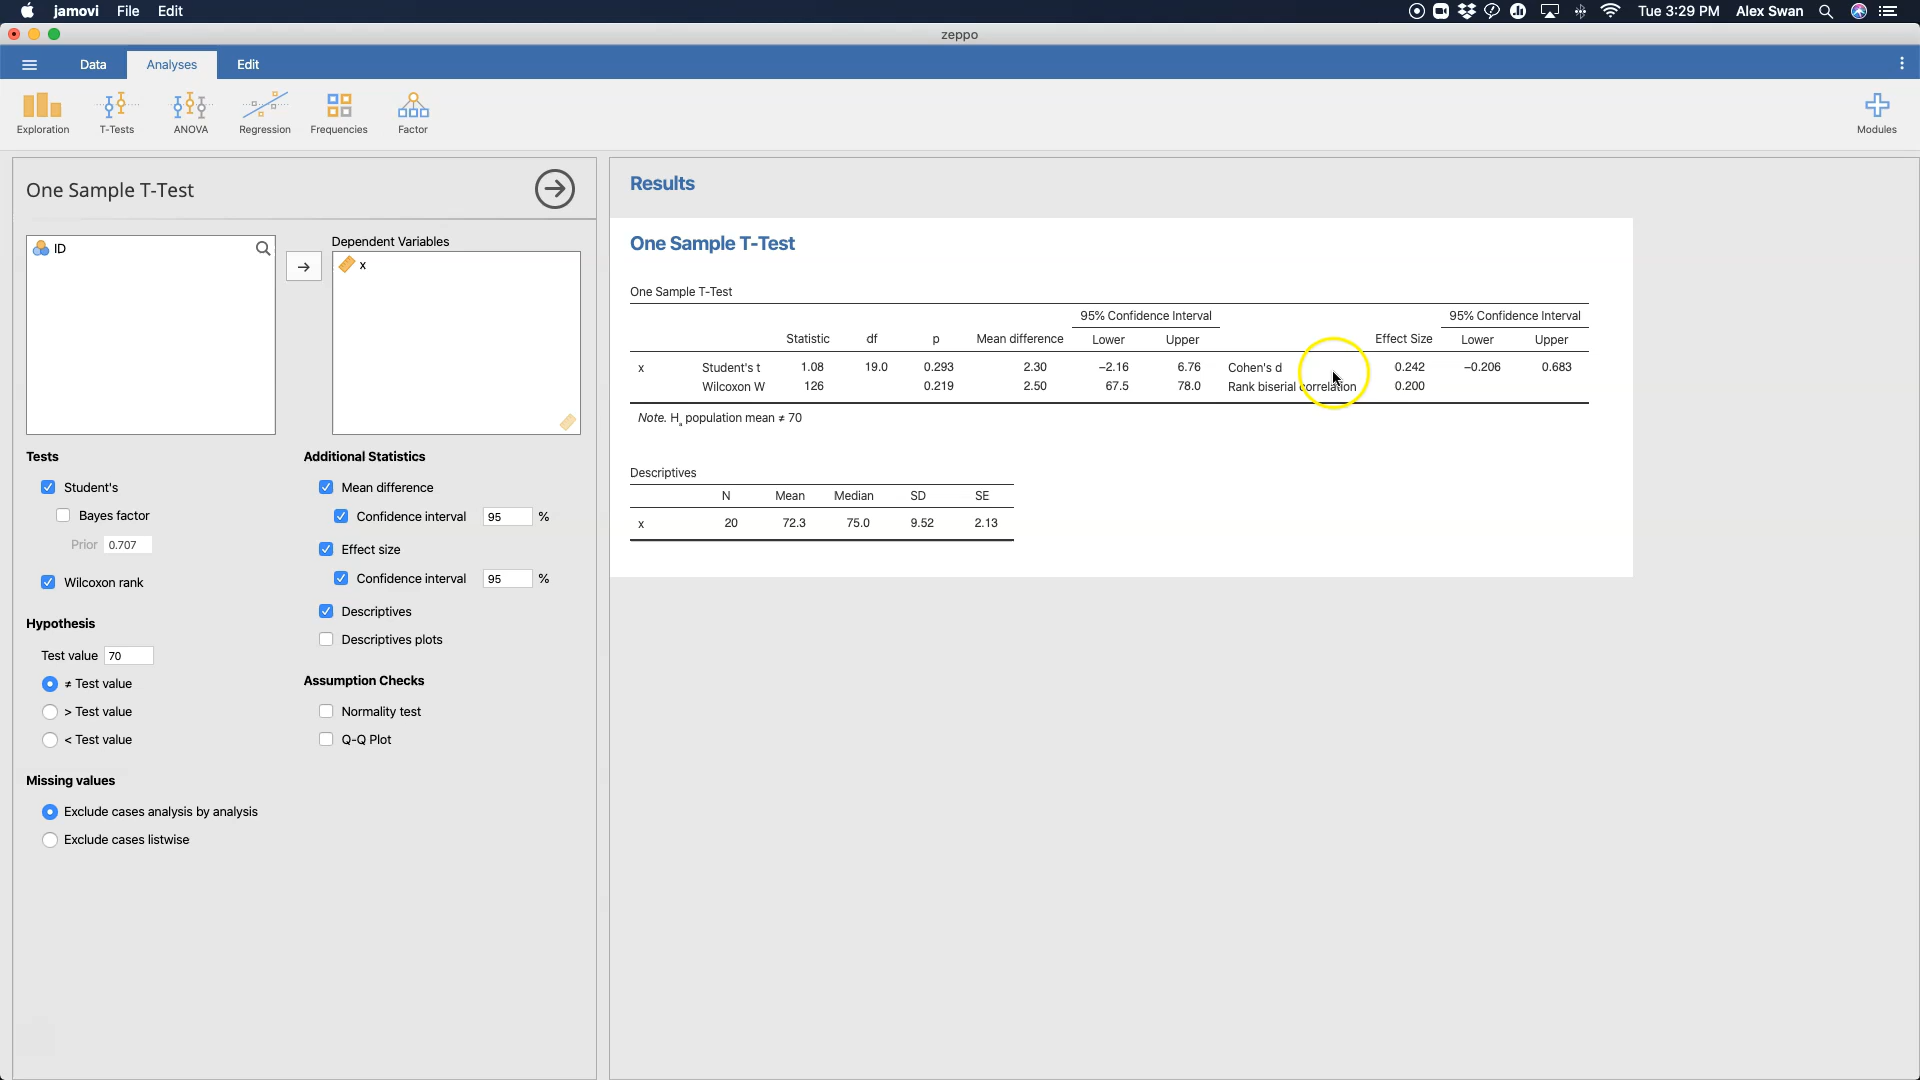 jamovi File Edit Tue 3:29 PM Alex Swan
zeppo
Data Analyses Edit
Exploration T-Tests ANOVA Regression Frequencies Factor Modules
One Sample T-Test
ID
Dependent Variables
x
Tests
Student's
Bayes factor
Prior 0.707
Wilcoxon rank
Hypothesis
Test value 70
≠ Test value
> Test value
< Test value
Missing values
Exclude cases analysis by analysis
Exclude cases listwise
Additional Statistics
Mean difference
Confidence interval 95 %
Effect size
Confidence interval 95 %
Descriptives
Descriptives plots
Assumption Checks
Normality test
Q-Q Plot
Results
One Sample T-Test
One Sample T-Test
95% Confidence Interval 95% Confidence Interval
Statistic df p Mean difference Lower Upper Effect Size Lower Upper
x Student's t 1.08 19.0 0.293 2.30 −2.16 6.76 Cohen's d 0.242 −0.206 0.683
Wilcoxon W 126 0.219 2.50 67.5 78.0 Rank biserial correlation 0.200
Note. Hₐ population mean ≠ 70
Descriptives
N Mean Median SD SE
x 20 72.3 75.0 9.52 2.13